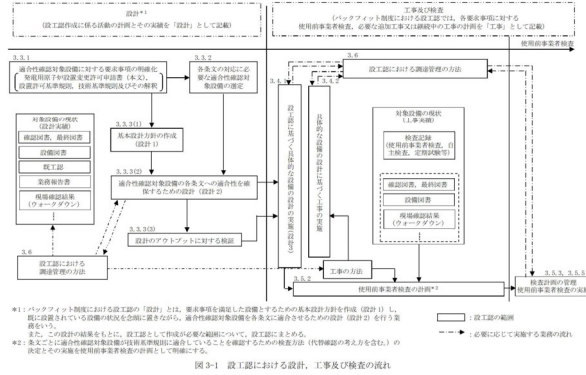 設計*1
(設工認作成に係る活動の計画とその実績を「設計」として記載)
工事及び検査
(バックフィット制度における設工認では、各要求事項に対する
使用前事業者検査、必要な追加工事又は継続中の工事の計画を「工事」として記載)
使用前事業者検査
3.3.1
適合性確認対象設備に対する要求事項の明確化
発電用原子炉設置変更許可申請書(本文)、
設置許可基準規則、技術基準規則及びその解釈
3.3.2
各条文の対応に必
要な適合性確認対
象設備の選定
対象設備の現状
(設計実績)
確認図書、最終図書
設備図書
既工認
業務報告書
現場確認結果
(ウォークダウン)
3.3.3(1)
基本設計方針の作成
(設計1)
3.3.3(2)
適合性確認対象設備の各条文への適合性を確
保するための設計(設計2)
3.3.3(3)
設計のアウトプットに対する検証
3.6
設工認における
調達管理の方法
3.4.1
設工認に基づく具体的な設備の設計の実施(設計3)
3.4.2
具体的な設備の設計に基づく工事の実施
3.6
設工認における調達管理の方法
対象設備の現状
(工事実績)
検査記録
(使用前事業者検査、自
主検査、定期試験等)
確認図書、最終図書
設備図書
現場確認結果
(ウォークダウン)
工事の方法
3.5.2
使用前事業者検査の計画*2
3.5.3、3.5.5
検査計画の管理
使用前事業者検査の実施
*1:バックフィット制度における設工認の「設計」とは、要求事項を満足した設備とするための基本設計方針を作成(設計1)し、
既に設置されている設備の状況を念頭に置きながら、適合性確認対象設備を各条文に適合させるための設計(設計2)を行う業
務をいう。
また、この設計の結果をもとに、設工認として作成が必要な範囲について、設工認にまとめる。
*2:条文ごとに適合性確認対象設備が技術基準規則に適合していることを確認するための検査方法(代替確認の考え方を含む。)の
決定とその実施を使用前事業者検査の計画として明確にする。
:設工認の範囲
:必要に応じて実施する業務の流れ
図 3-1 設工認における設計、工事及び検査の流れ